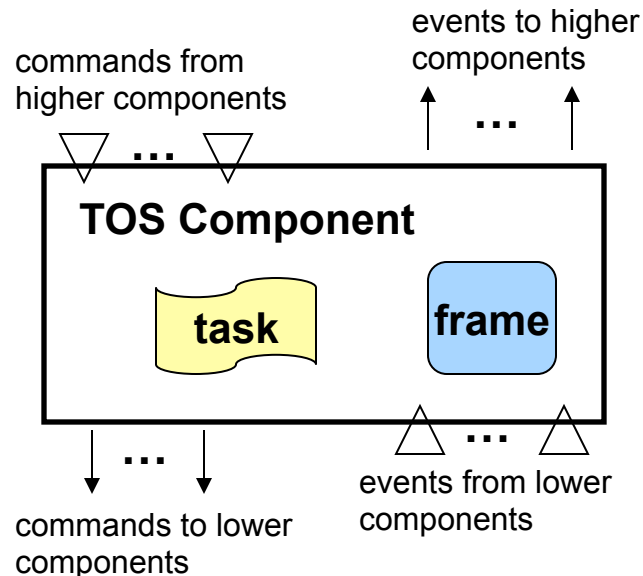 events to higher
components
commands from
higher components
...
...
TOS Component
task
frame
...
...
events from lower
components
commands to lower
components